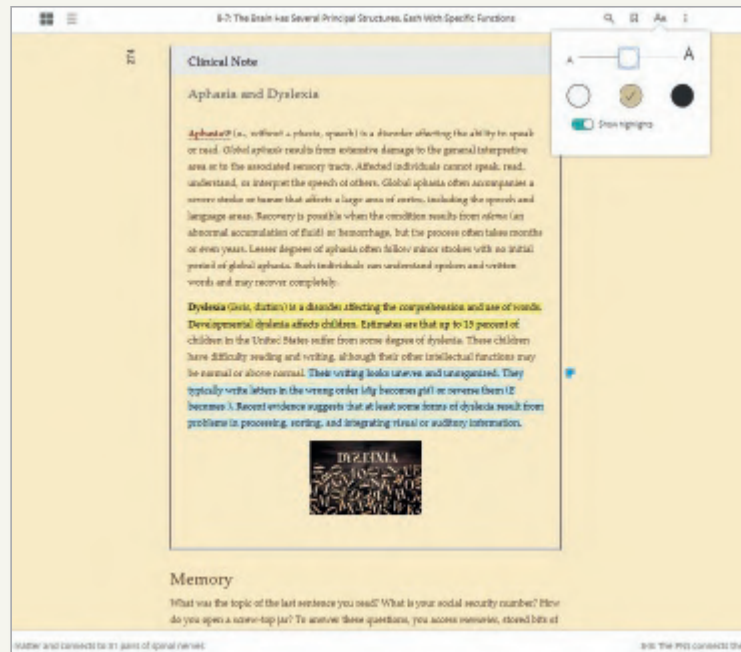 8-7: The Brain Has Several Principal Structures, Each With Specific Functions
Aa
A A
Show highlights
274
Clinical Note
Aphasia and Dyslexia
Aphasia (a-, without + phasia, speech) is a disorder affecting the ability to speak
or read. Global aphasia results from extensive damage to the general interpretive
area or to the associated sensory tracts. Affected individuals cannot speak, read,
understand, or interpret the speech of others. Global aphasia often accompanies a
severe stroke or tumor that affects a large area of cortex, including the speech and
language areas. Recovery is possible when the condition results from edema (an
abnormal accumulation of fluid) or hemorrhage, but the process often takes months
or even years. Lesser degrees of aphasia often follow minor strokes with no initial
period of global aphasia. Such individuals can understand spoken and written
words and may recover completely.
Dyslexia (lexis, diction) is a disorder affecting the comprehension and use of words.
Developmental dyslexia affects children. Estimates are that up to 15 percent of
children in the United States suffer from some degree of dyslexia. These children
have difficulty reading and writing, although their other intellectual functions may
be normal or above normal. Their writing looks uneven and unorganized. They
typically write letters in the wrong order (dig becomes gid) or reverse them (E
becomes ). Recent evidence suggests that at least some forms of dyslexia result from
problems in processing, sorting, and integrating visual or auditory information.
DYZLEXIA
Memory
What was the topic of the last sentence you read? What is your social security number? How
do you open a screw-top jar? To answer these questions, you access memories, stored bits of
matter and connects to 31 pairs of spinal nerves
8-8: The PNS connects the